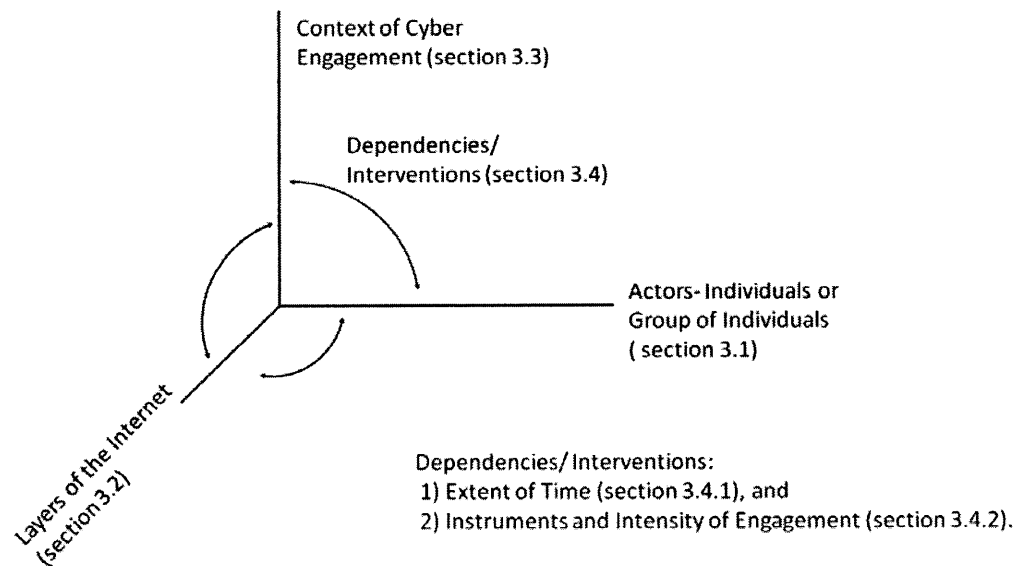 Context of Cyber
Engagement (section 3.3)
Dependencies/
Interventions (section 3.4)
Actors- Individuals or
Group of Individuals
( section 3.1)
Layers of the Internet
(section 3.2)
Dependencies/ Interventions:
1) Extent of Time (section 3.4.1), and
2) Instruments and Intensity of Engagement (section 3.4.2).